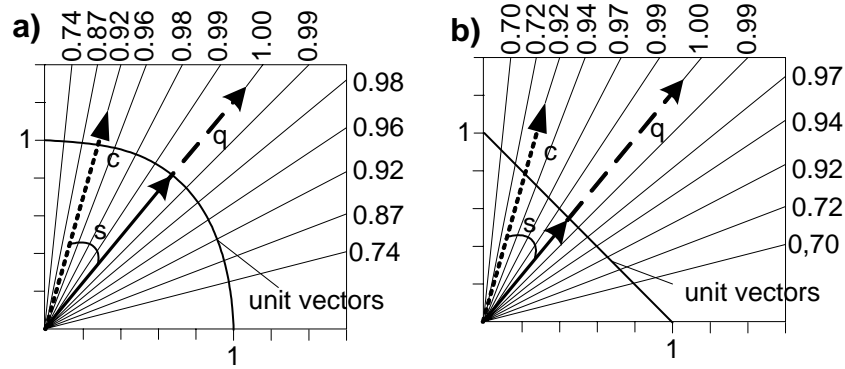 a)
0.74 0.87 0.92 0.96 0.98 0.99 1.00 0.99
0.98
0.96
0.92
0.87
0.74
1
c
q
s
unit vectors
1
b)
0.70 0.72 0.92 0.94 0.97 0.99 1.00 0.99
0.97
0.94
0.92
0.72
0,70
1
c
q
s
unit vectors
1